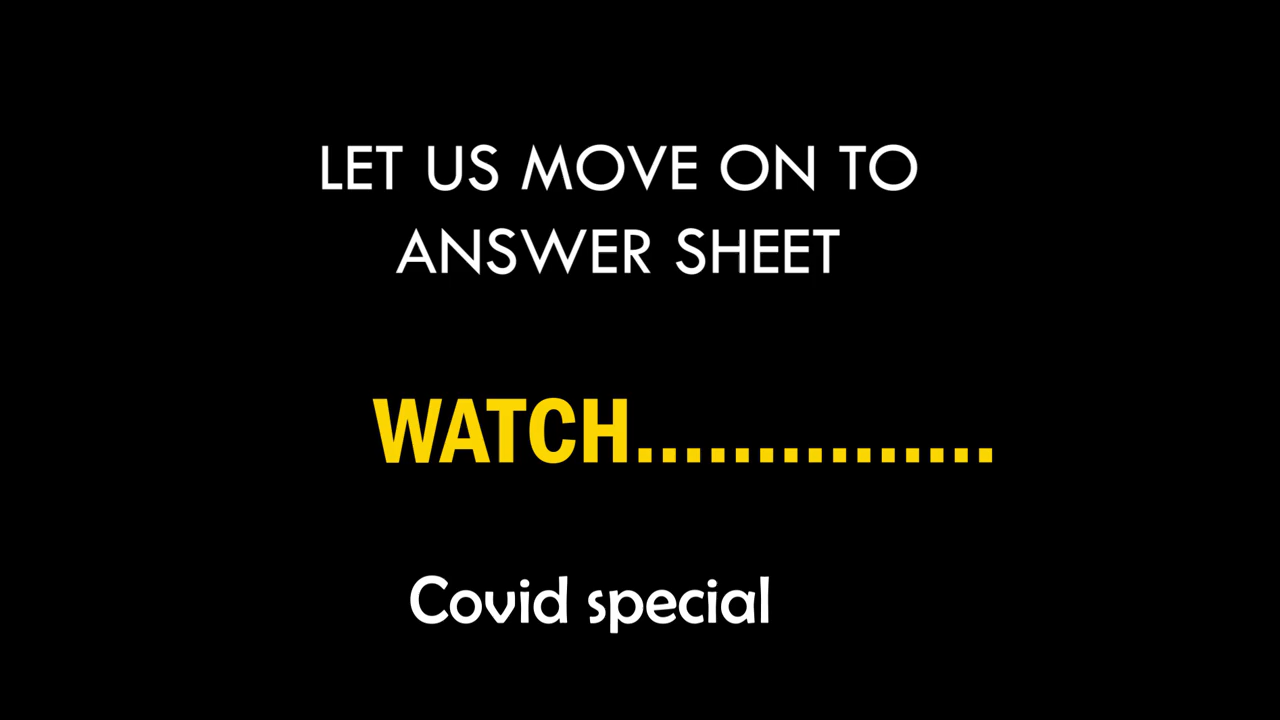 LET US MOVE ON TO
ANSWER SHEET
WATCH...............
Covid special